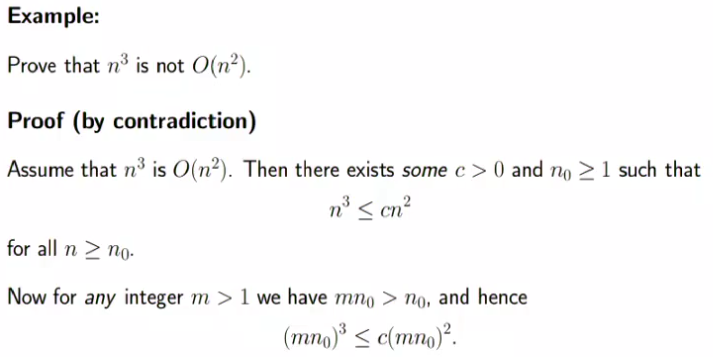 Example:
Prove that n³ is not O(n²).
Proof (by contradiction)
Assume that n³ is O(n²). Then there exists some c > 0 and n₀ ≥ 1 such that
n³ ≤ cn²
for all n ≥ n₀.
Now for any integer m > 1 we have mn₀ > n₀, and hence
(mn₀)³ ≤ c(mn₀)².